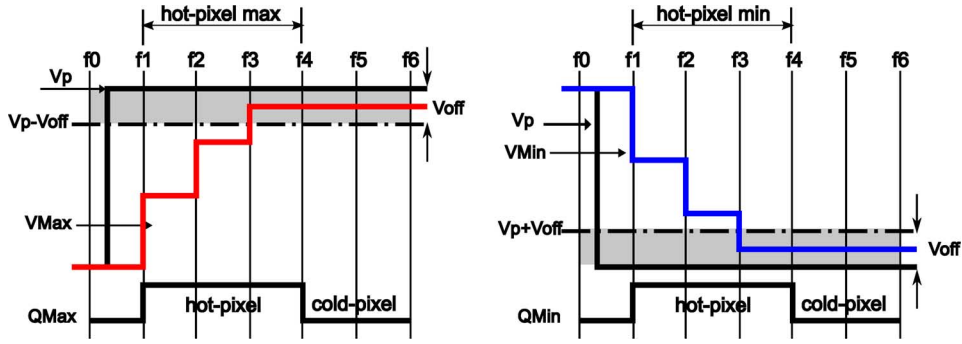 hot-pixel max
f0 f1 f2 f3 f4 f5 f6
Vp
Voff
Vp-Voff
VMax
hot-pixel
cold-pixel
QMax
hot-pixel min
f0 f1 f2 f3 f4 f5 f6
Vp
VMin
Vp+Voff
Voff
hot-pixel
cold-pixel
QMin